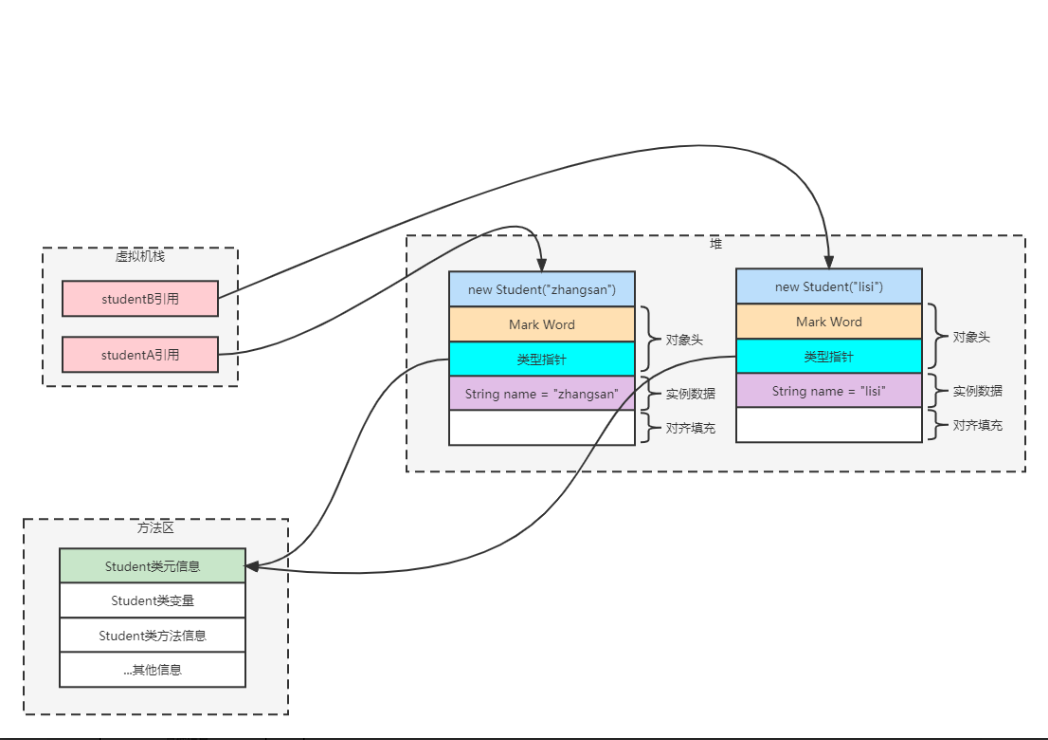 虚拟机栈
studentB引用
studentA引用
堆
new Student("zhangsan")
Mark Word
类型指针
String name = "zhangsan"
对象头
实例数据
对齐填充
new Student("lisi")
Mark Word
类型指针
String name = "lisi"
对象头
实例数据
对齐填充
方法区
Student类元信息
Student类变量
Student类方法信息
...其他信息